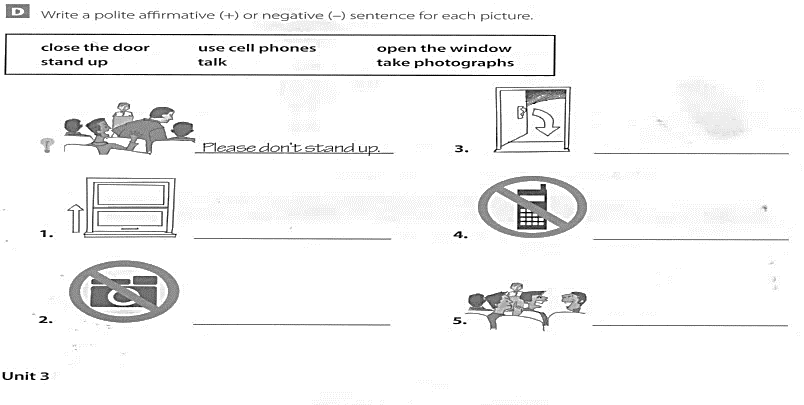 D Write a polite affirmative (+) or negative (–) sentence for each picture.
close the door use cell phones open the window
stand up talk take photographs
Please don't stand up.
3.
1.
4.
2.
5.
Unit 3